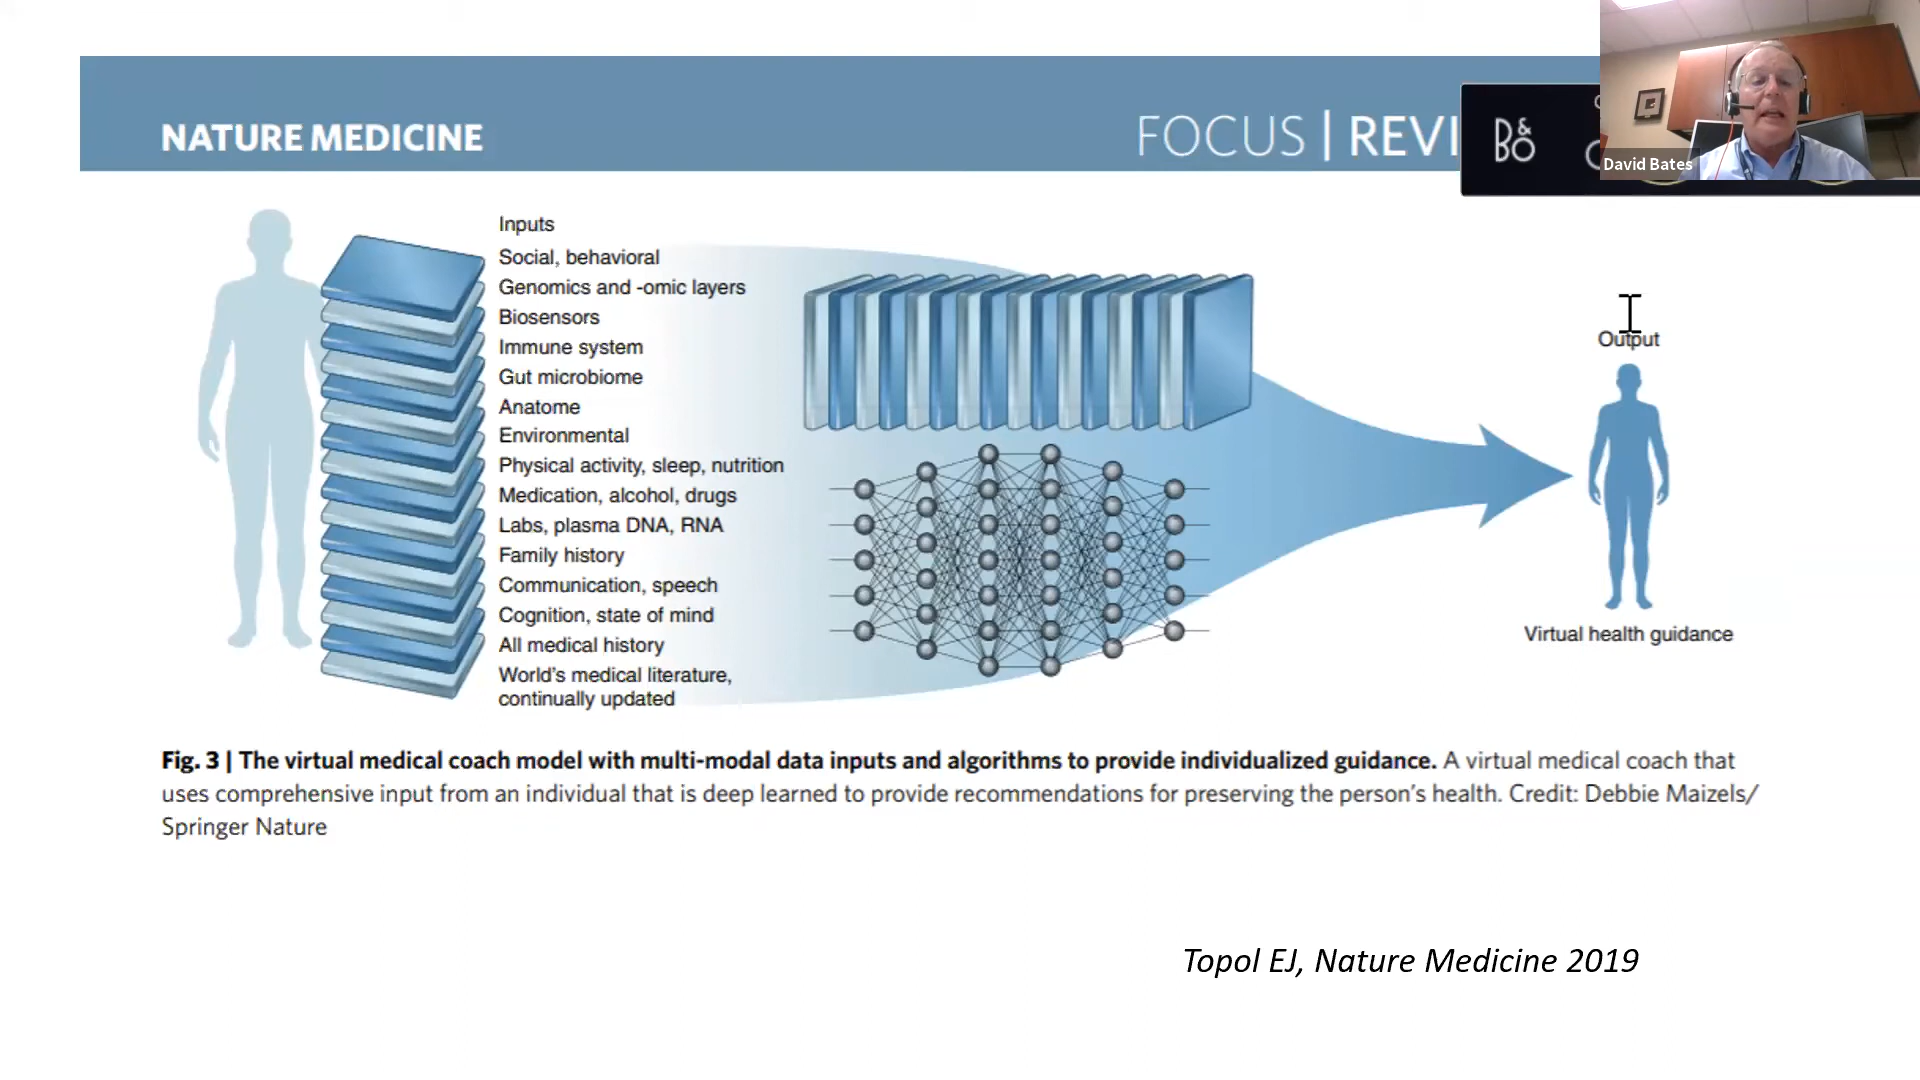 NATURE MEDICINE
FOCUS | REVI
B&O
David Bates
Inputs
Social, behavioral
Genomics and -omic layers
Biosensors
Immune system
Gut microbiome
Anatome
Environmental
Physical activity, sleep, nutrition
Medication, alcohol, drugs
Labs, plasma DNA, RNA
Family history
Communication, speech
Cognition, state of mind
All medical history
World's medical literature,
continually updated
Output
Virtual health guidance
Fig. 3 | The virtual medical coach model with multi-modal data inputs and algorithms to provide individualized guidance. A virtual medical coach that
uses comprehensive input from an individual that is deep learned to provide recommendations for preserving the person's health. Credit: Debbie Maizels/
Springer Nature
Topol EJ, Nature Medicine 2019